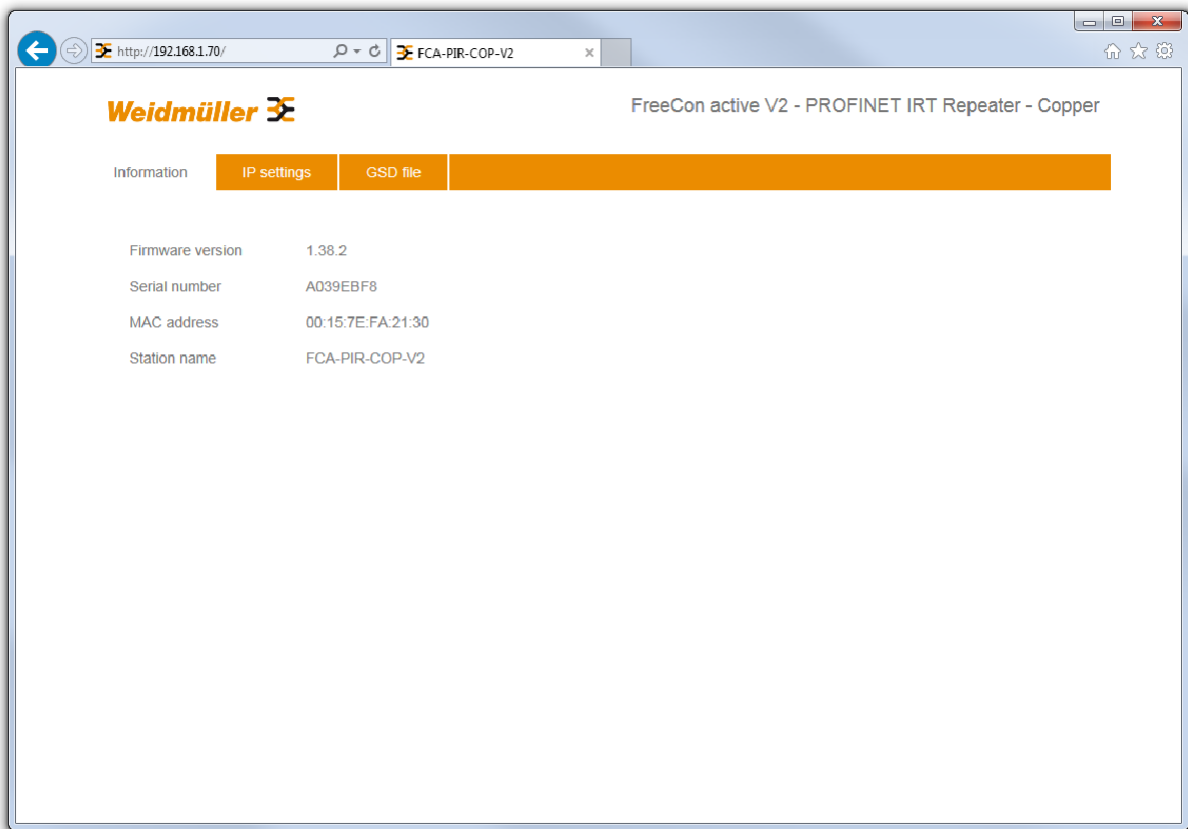 http://192.168.1.70/
FCA-PIR-COP-V2
Weidmüller
FreeCon active V2 - PROFINET IRT Repeater - Copper
Information
IP settings
GSD file
Firmware version 1.38.2
Serial number A039EBF8
MAC address 00:15:7E:FA:21:30
Station name FCA-PIR-COP-V2